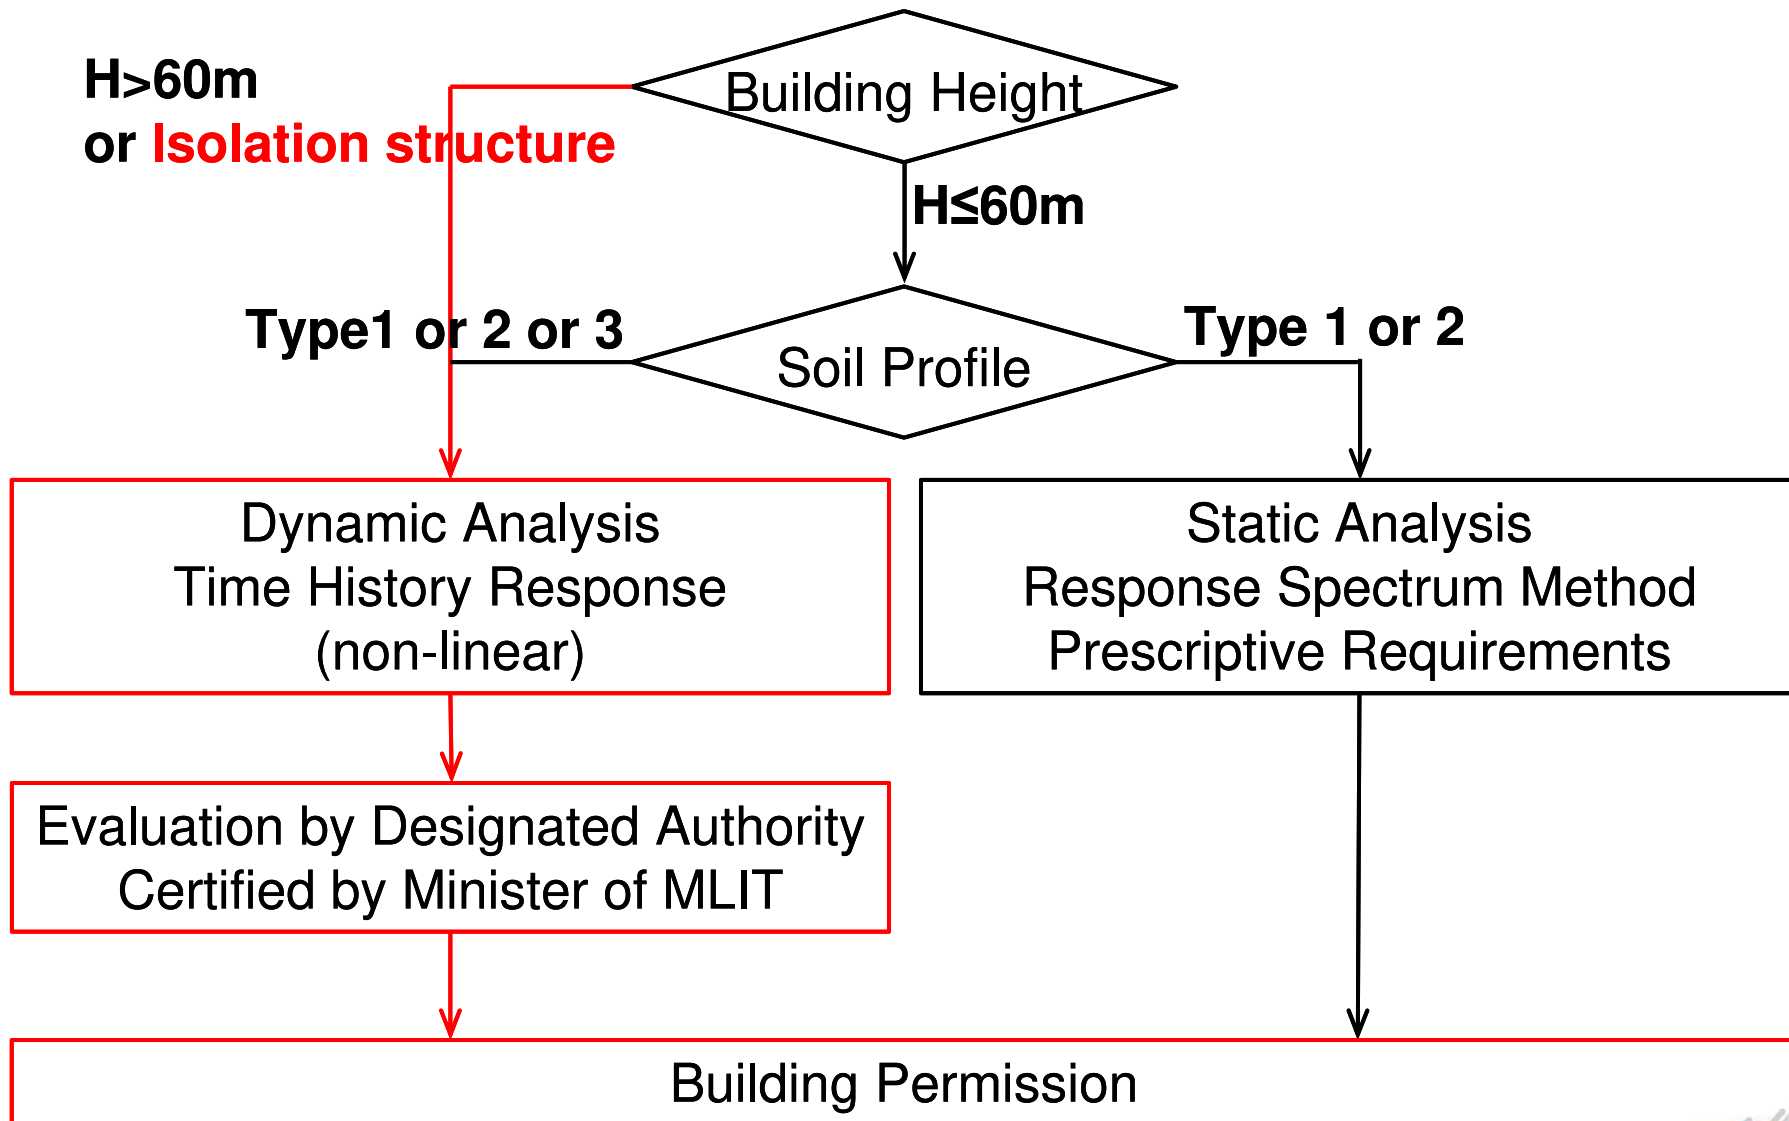 Building Height
H>60m
or Isolation structure
H≤60m
Type1 or 2 or 3
Type 1 or 2
Soil Profile
Dynamic Analysis
Time History Response
(non-linear)
Static Analysis
Response Spectrum Method
Prescriptive Requirements
Evaluation by Designated Authority
Certified by Minister of MLIT
Building Permission